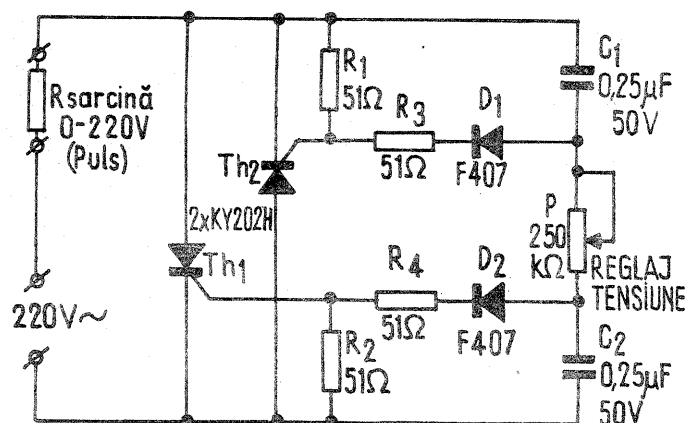 Rsarcină
0-220V
(Puls)
220V~
R1
51Ω
R3
51Ω
D1
F407
C1
0,25µF
50V
Th2
2xKY202H
Th1
P
250
kΩ
REGLAJ
TENSIUNE
R4
51Ω
D2
F407
R2
51Ω
C2
0,25µF
50V